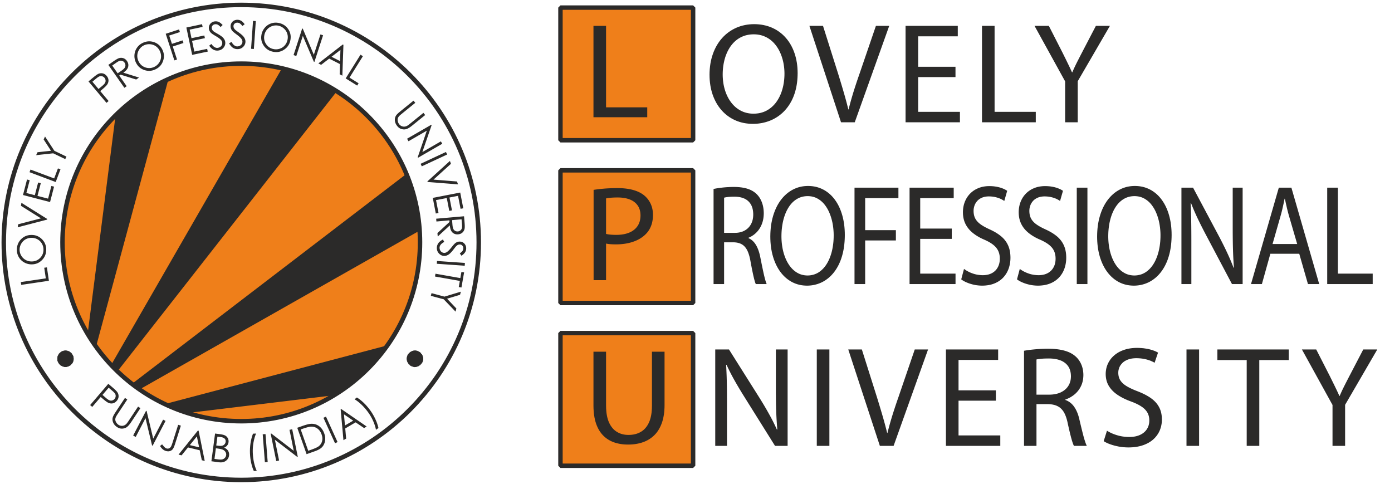 LOVELY PROFESSIONAL UNIVERSITY
PUNJAB (INDIA)
LOVELY
PROFESSIONAL
UNIVERSITY